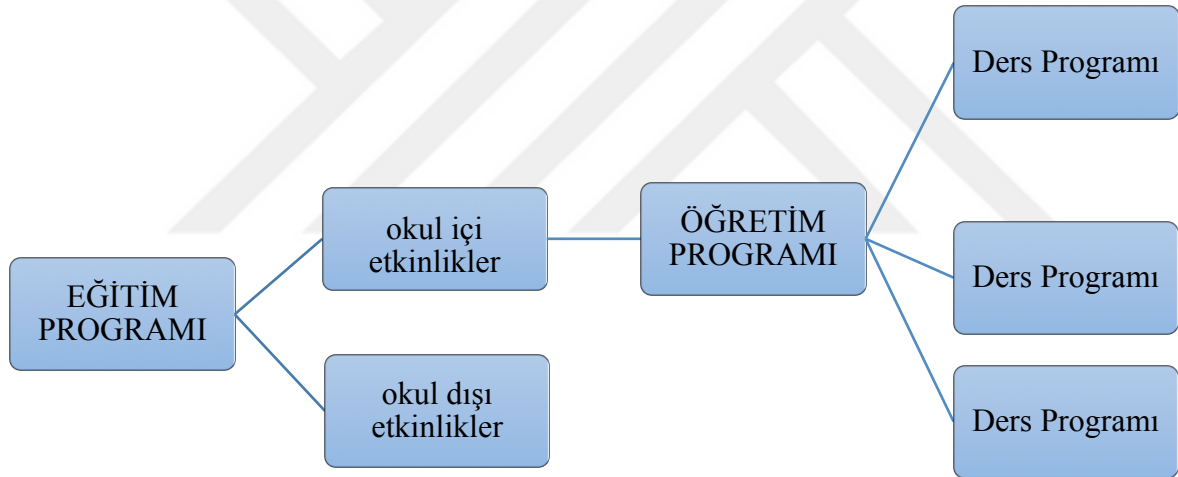 EĞİTİM
PROGRAMI
okul içi
etkinlikler
okul dışı
etkinlikler
ÖĞRETİM
PROGRAMI
Ders Programı
Ders Programı
Ders Programı